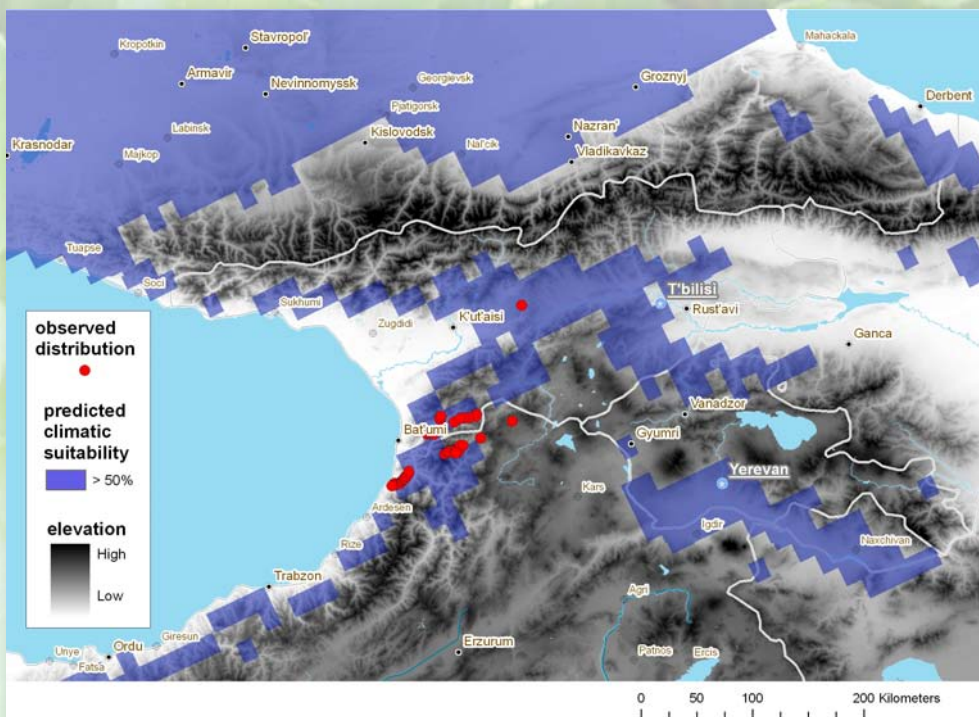 Kropotkin
Stavropol'
Mahackala
Armavir
Nevinnomyssk
Georgievsk
Groznyj
Derbent
Pjatigorsk
Labinsk
Kislovodsk
Nazran'
Krasnodar
Majkop
Nal'cik
Vladikavkaz
Tuapse
Soci
Sukhumi
T'bilisi
Rust'avi
Zugdidi
K'ut'aisi
Ganca
observed
distribution
predicted
climatic
suitability
> 50%
elevation
High
Low
Bat'umi
Vanadzor
Gyumri
Yerevan
Kars
Ardesen
Igdir
Naxchivan
Rize
Trabzon
Agri
Giresun
Ordu
Unye
Fatsa
Erzurum
Patnos
Ercis
0 50 100 200 Kilometers